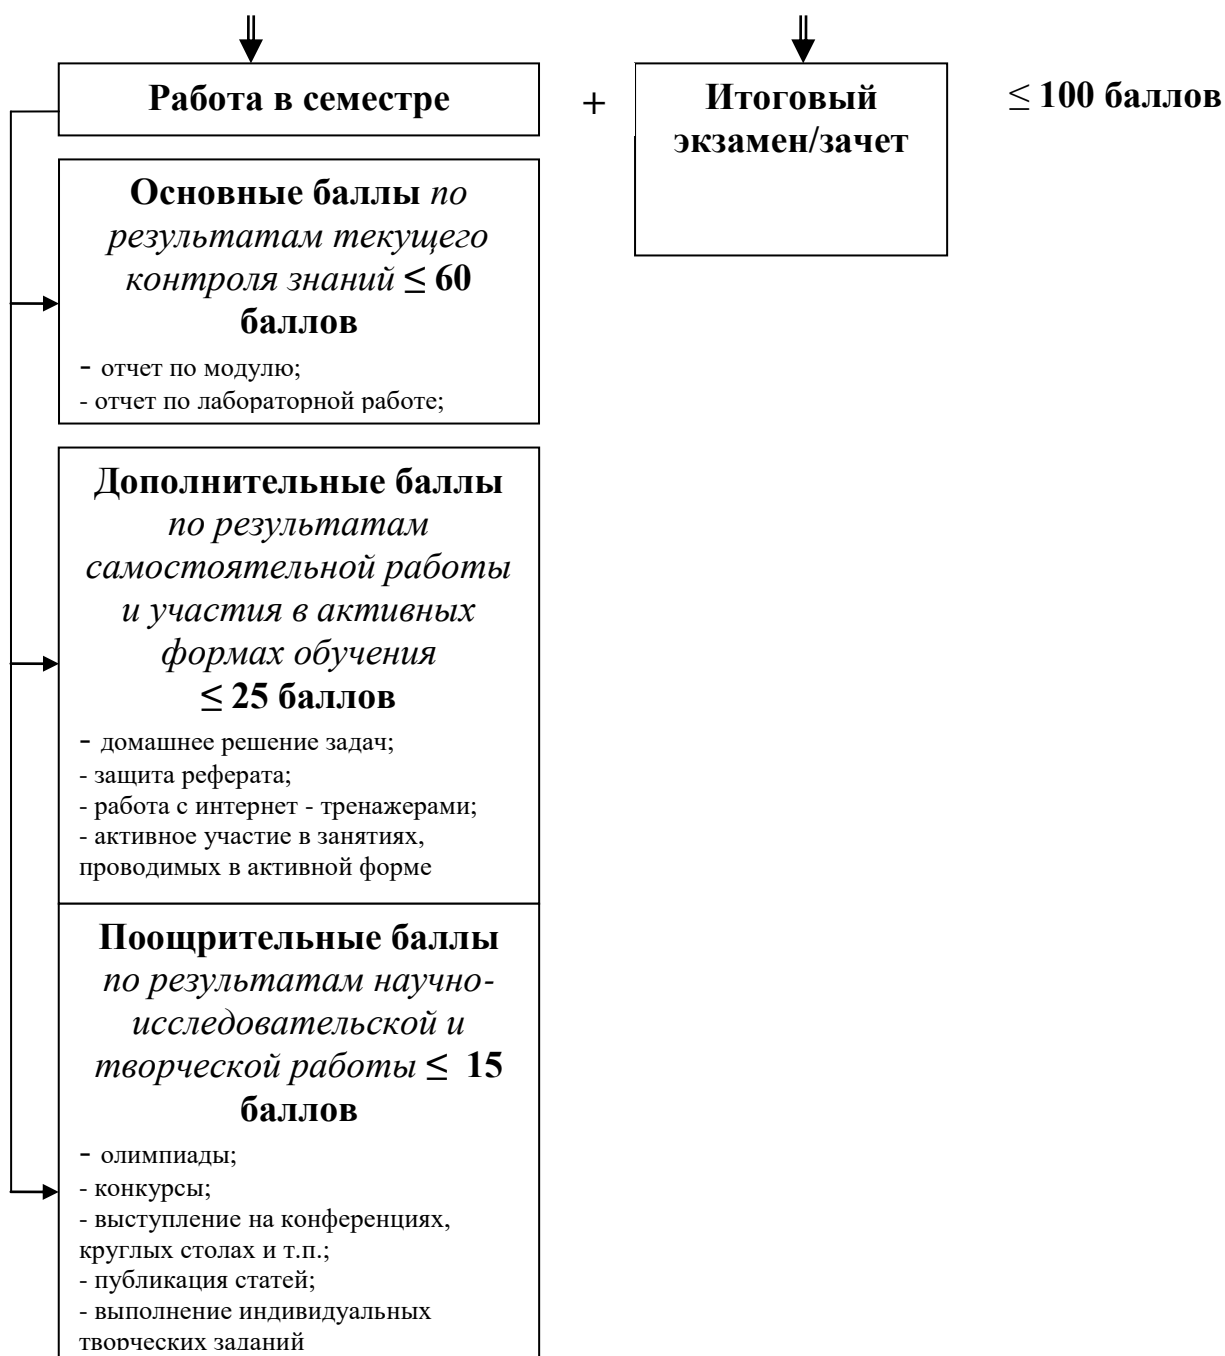 Работа в семестре
+
Итоговый
экзамен/зачет
≤ 100 баллов
Основные баллы по
результатам текущего
контроля знаний ≤ 60
баллов
- отчет по модулю;
- отчет по лабораторной работе;
Дополнительные баллы
по результатам
самостоятельной работы
и участия в активных
формах обучения
≤ 25 баллов
- домашнее решение задач;
- защита реферата;
- работа с интернет - тренажерами;
- активное участие в занятиях,
проводимых в активной форме
Поощрительные баллы
по результатам научно-
исследовательской и
творческой работы ≤ 15
баллов
- олимпиады;
- конкурсы;
- выступление на конференциях,
круглых столах и т.п.;
- публикация статей;
- выполнение индивидуальных
творческих заданий